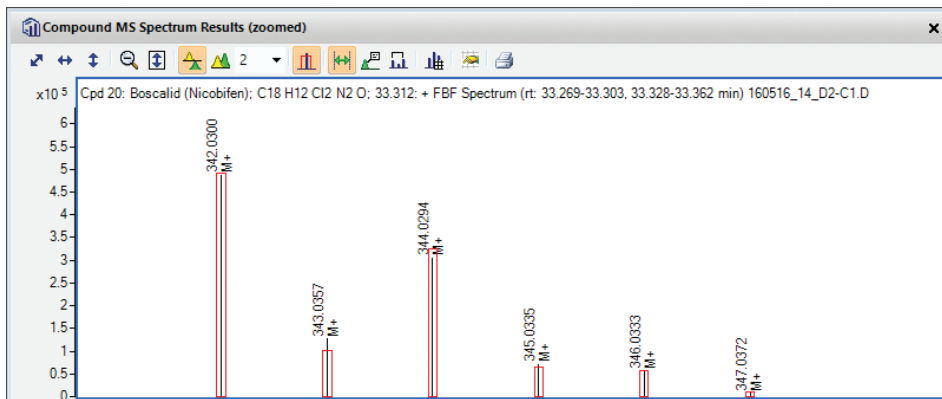 Compound MS Spectrum Results (zoomed)
2
x10 5
Cpd 20: Boscalid (Nicobifen); C18 H12 Cl2 N2 O; 33.312: + FBF Spectrum (rt: 33.269-33.303, 33.328-33.362 min) 160516_14_D2-C1.D
6
5.5
5
4.5
4
3.5
3
2.5
2
1.5
1
0.5
0
342.0300
M+
343.0357
M+
344.0294
M+
345.0335
M+
346.0333
M+
347.0372
M+